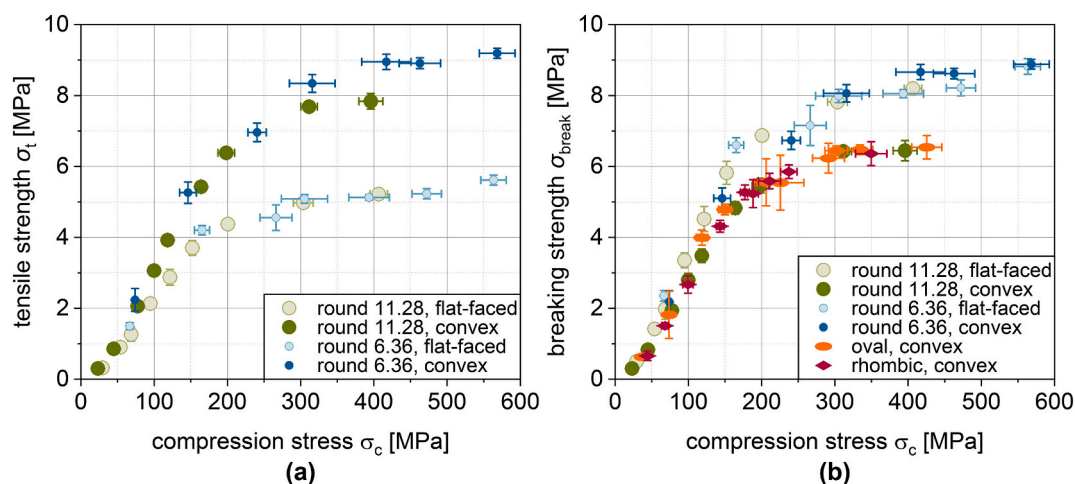 10
8
6
4
2
0
tensile strength σt [MPa]
round 11.28, flat-faced
round 11.28, convex
round 6.36, flat-faced
round 6.36, convex
0 100 200 300 400 500 600
compression stress σc [MPa]
(a)
10
8
6
4
2
0
breaking strength σbreak [MPa]
round 11.28, flat-faced
round 11.28, convex
round 6.36, flat-faced
round 6.36, convex
oval, convex
rhombic, convex
0 100 200 300 400 500 600
compression stress σc [MPa]
(b)